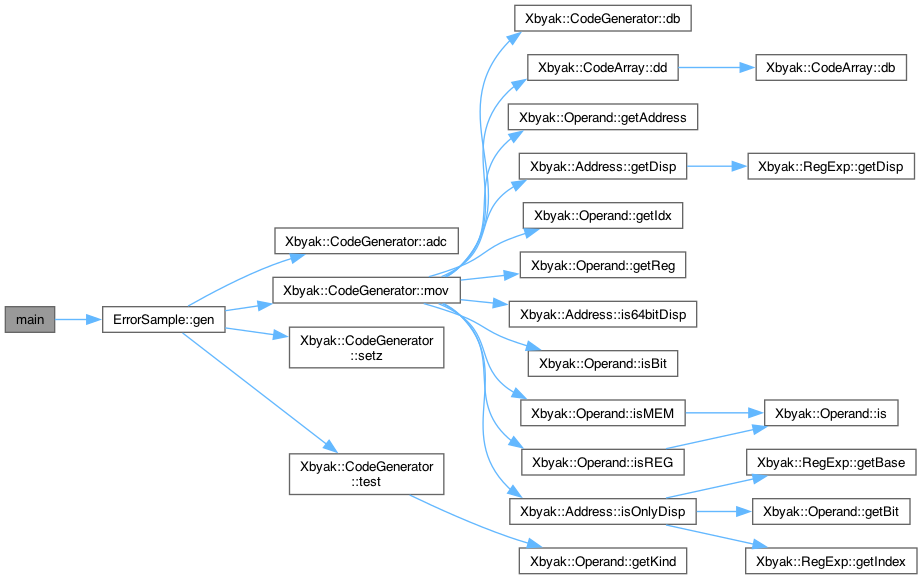 main
ErrorSample::gen
Xbyak::CodeGenerator::adc
Xbyak::CodeGenerator::mov
Xbyak::CodeGenerator
::setz
Xbyak::CodeGenerator
::test
Xbyak::CodeGenerator::db
Xbyak::CodeArray::dd
Xbyak::Operand::getAddress
Xbyak::Address::getDisp
Xbyak::Operand::getIdx
Xbyak::Operand::getReg
Xbyak::Address::is64bitDisp
Xbyak::Operand::isBit
Xbyak::Operand::isMEM
Xbyak::Operand::isREG
Xbyak::Address::isOnlyDisp
Xbyak::Operand::getKind
Xbyak::CodeArray::db
Xbyak::RegExp::getDisp
Xbyak::Operand::is
Xbyak::RegExp::getBase
Xbyak::Operand::getBit
Xbyak::RegExp::getIndex